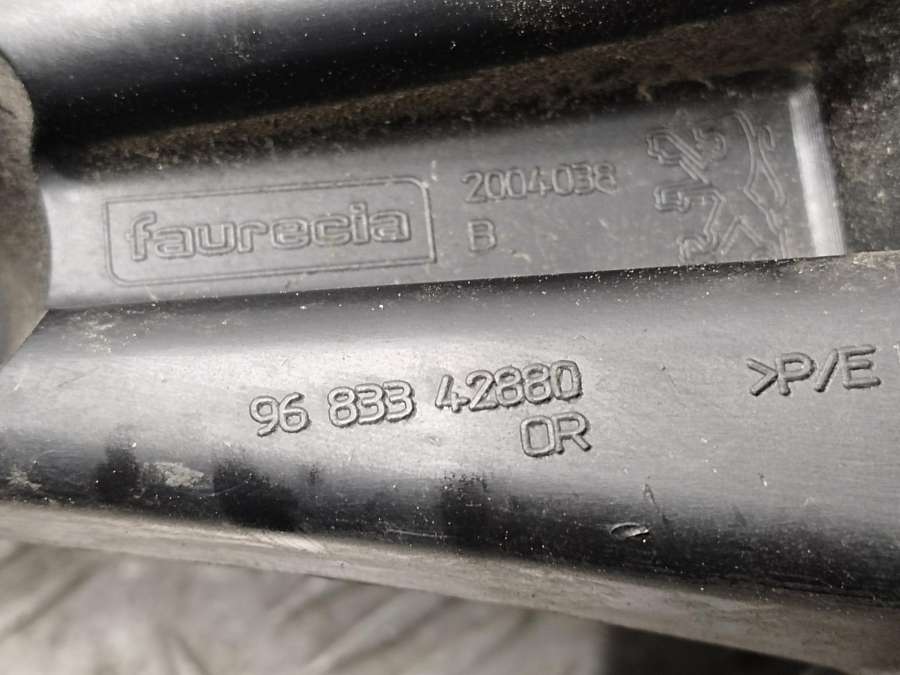 faurecia
2004038
B
96 833 42880
OR
>P/E